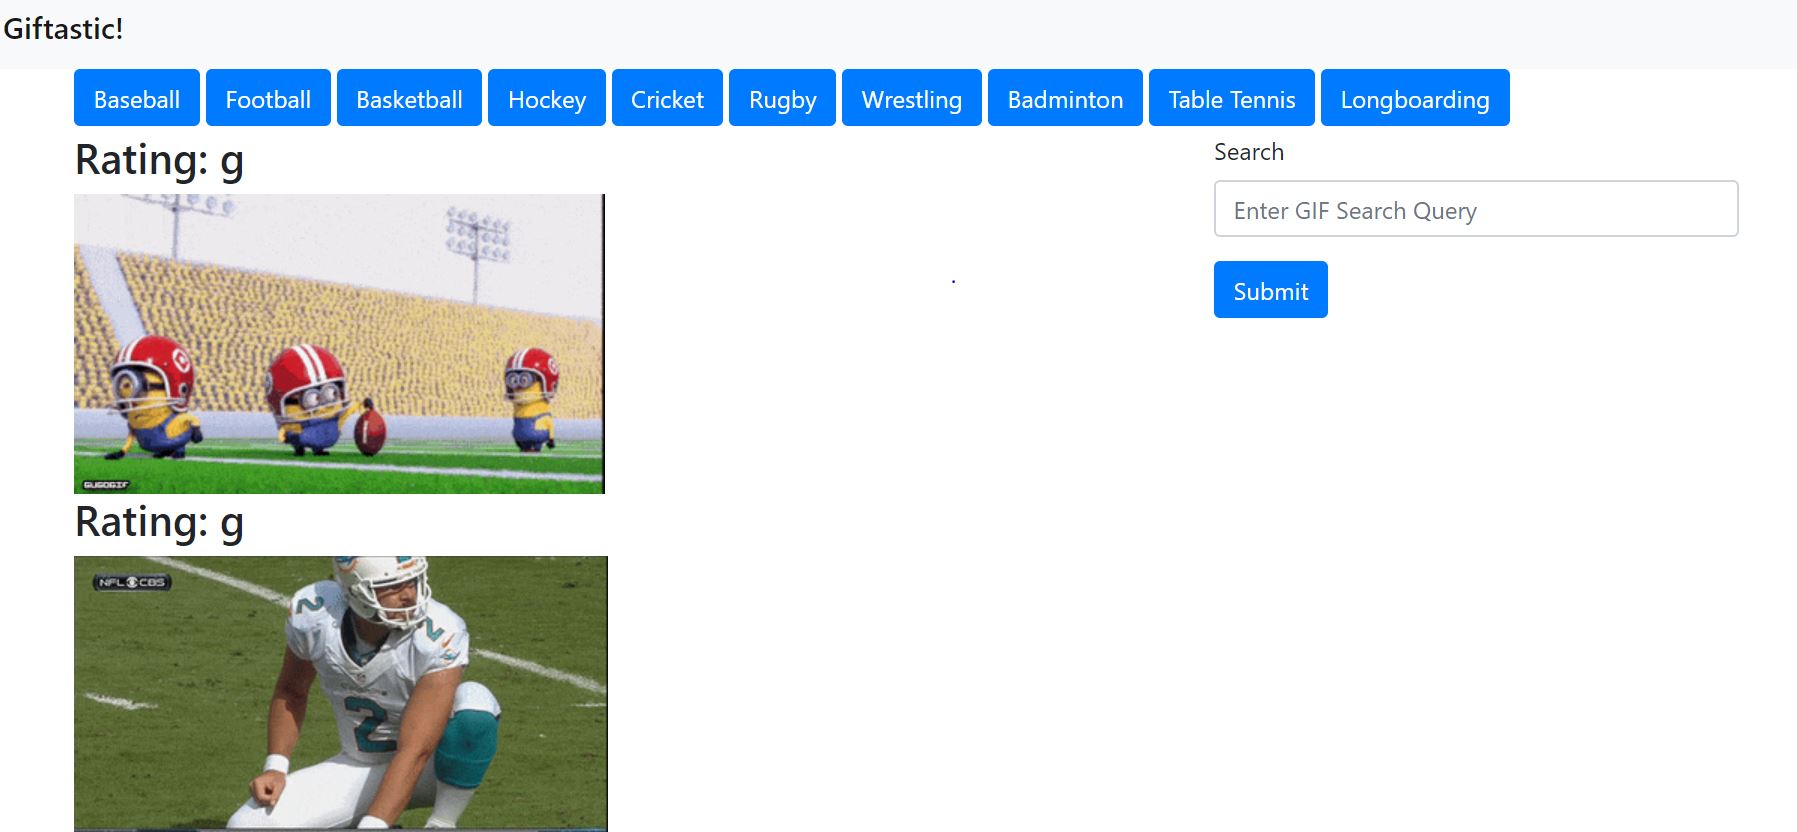 Giftastic!
Baseball Football Basketball Hockey Cricket Rugby Wrestling Badminton Table Tennis Longboarding
Rating: g
Search
Enter GIF Search Query
Submit
GUSOGIF
Rating: g
NFL CBS
2 2
2